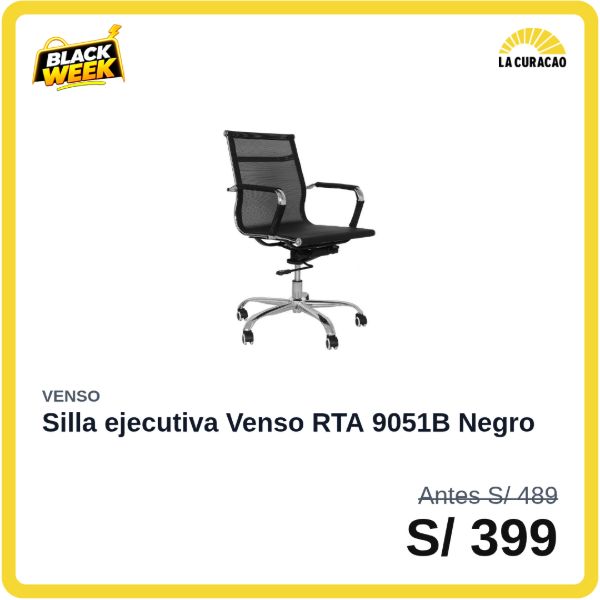 BLACK
WEEK
LA CURACAO
VENSO
Silla ejecutiva Venso RTA 9051B Negro
Antes S/ 489
S/ 399